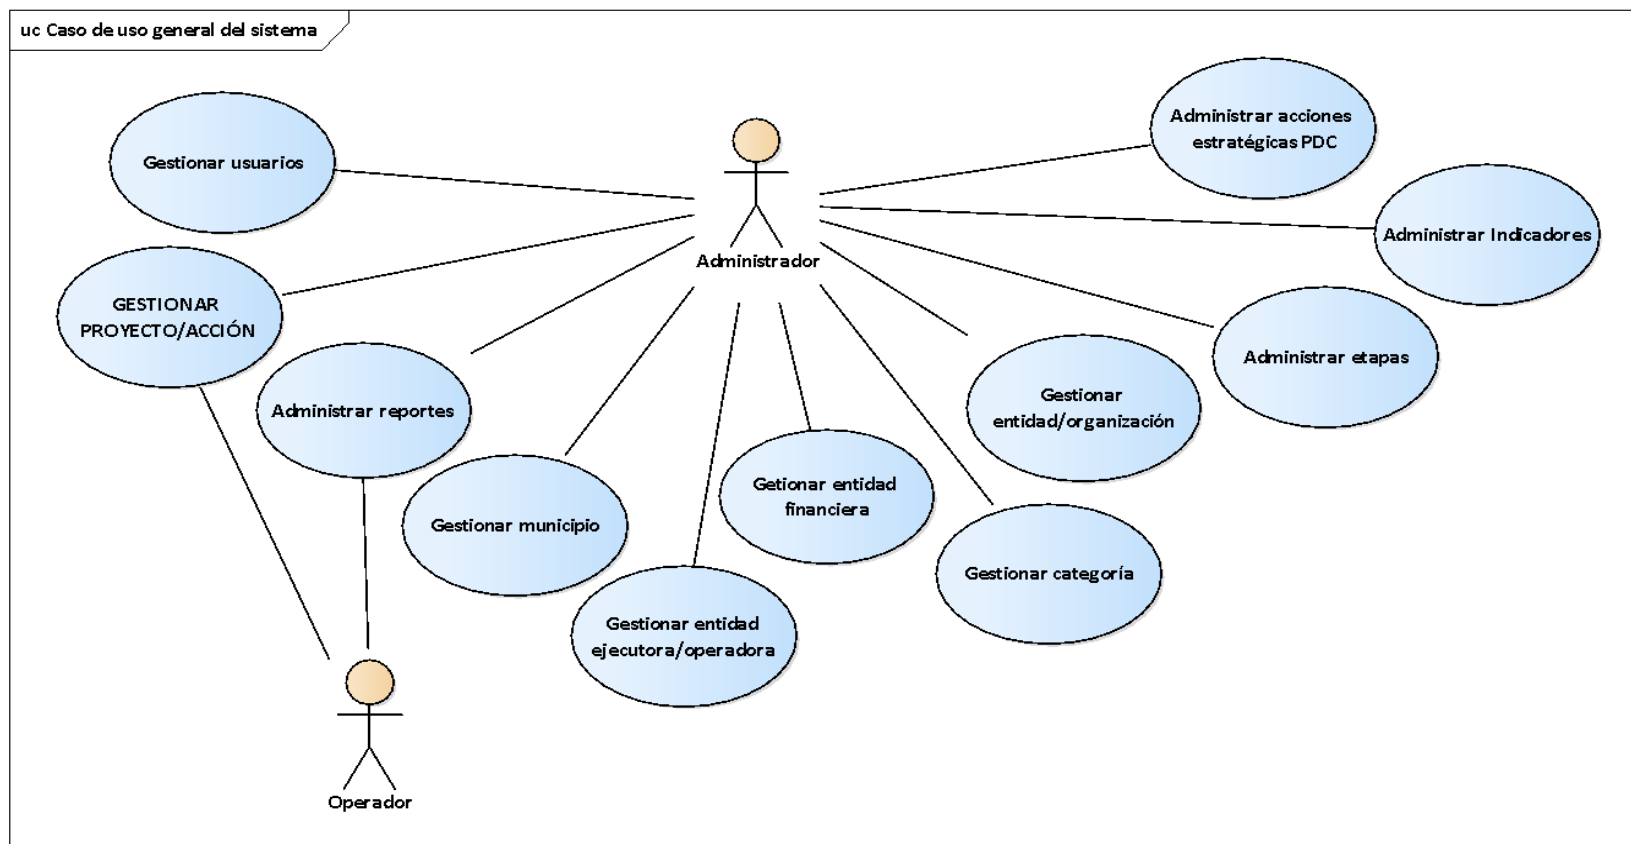 uc Caso de uso general del sistema
Gestionar usuarios
GESTIONAR
PROYECTO/ACCIÓN
Administrar reportes
Gestionar municipio
Gestionar entidad
ejecutora/operadora
Getionar entidad
financiera
Gestionar categoría
Gestionar
entidad/organización
Administrar etapas
Administrar Indicadores
Administrar acciones
estratégicas PDC
Administrador
Operador